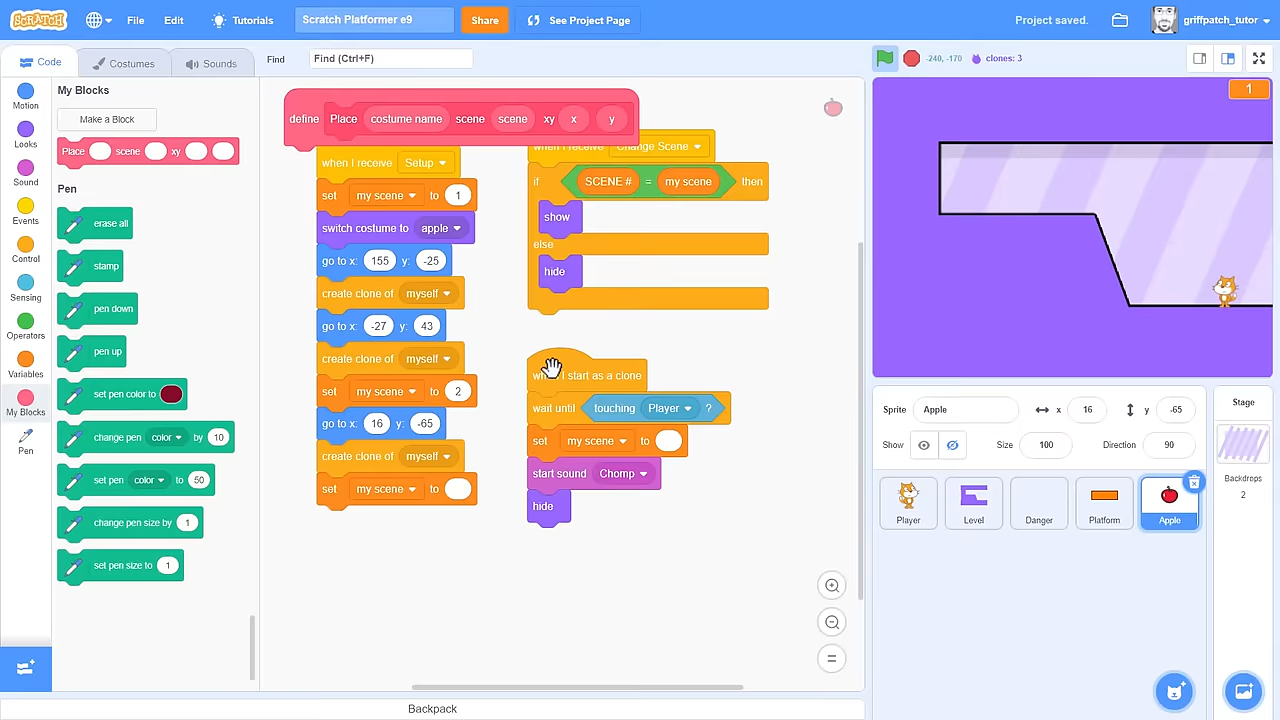 SCRATCH File Edit Tutorials Scratch Platformer e9 Share See Project Page Project saved. griffpatch_tutor
Code Costumes Sounds Find Find (Ctrl+F) -240, -170 clones: 3
My Blocks
Make a Block
Place scene xy
Pen
erase all
stamp
pen down
pen up
set pen color to
change pen color by 10
set pen color to 50
change pen size by 1
set pen size to 1
Motion
Looks
Sound
Events
Control
Sensing
Operators
Variables
My Blocks
Pen
define Place costume name scene scene xy x y
when I receive Setup
set my scene to 1
switch costume to apple
go to x: 155 y: -25
create clone of myself
go to x: -27 y: 43
create clone of myself
set my scene to 2
go to x: 16 y: -65
create clone of myself
set my scene to
when I receive Change Scene
if SCENE # = my scene then
show
else
hide
when I start as a clone
wait until touching Player ?
set my scene to
start sound Chomp
hide
1
Sprite Apple x 16 y -65
Show Size 100 Direction 90
Player Level Danger Platform Apple
Stage
Backdrops
2
Backpack